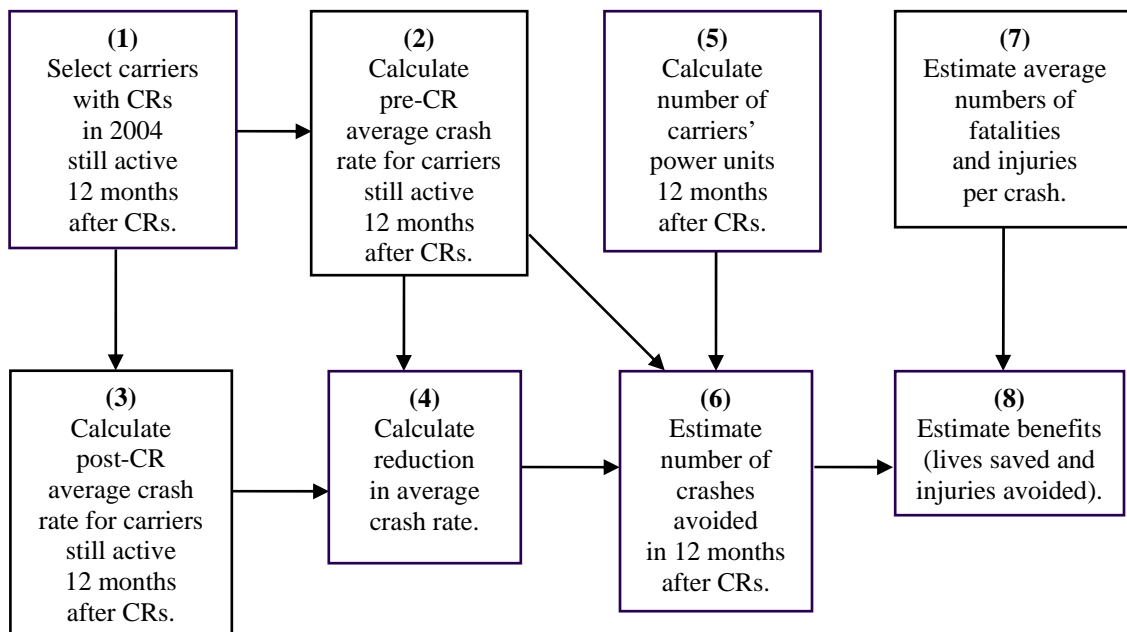 (1)
Select carriers
with CRs
in 2004
still active
12 months
after CRs.
(2)
Calculate
pre-CR
average crash
rate for carriers
still active
12 months
after CRs.
(5)
Calculate
number of
carriers’
power units
12 months
after CRs.
(7)
Estimate average
numbers of
fatalities
and injuries
per crash.
(3)
Calculate
post-CR
average crash
rate for carriers
still active
12 months
after CRs.
(4)
Calculate
reduction
in average
crash rate.
(6)
Estimate
number of
crashes
avoided
in 12 months
after CRs.
(8)
Estimate benefits
(lives saved and
injuries avoided).